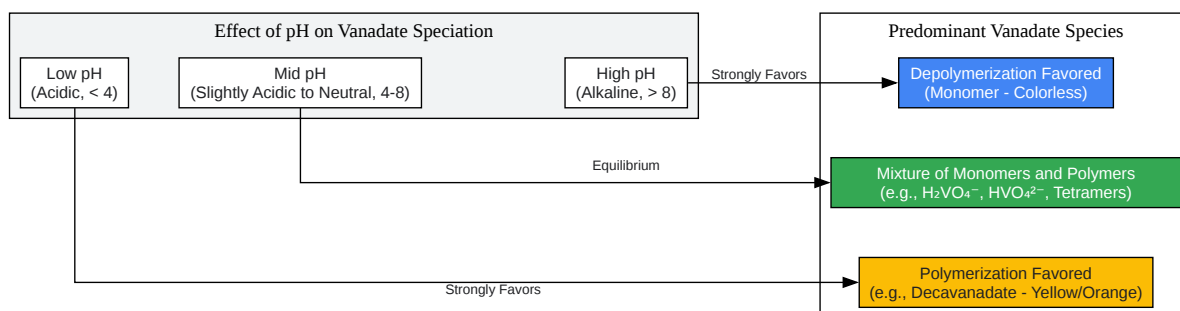 Effect of pH on Vanadate Speciation
Low pH
(Acidic, < 4)
Mid pH
(Slightly Acidic to Neutral, 4-8)
High pH
(Alkaline, > 8)
Strongly Favors
Equilibrium
Strongly Favors
Predominant Vanadate Species
Depolymerization Favored
(Monomer - Colorless)
Mixture of Monomers and Polymers
(e.g., H₂VO₄⁻, HVO₄²⁻, Tetramers)
Polymerization Favored
(e.g., Decavanadate - Yellow/Orange)